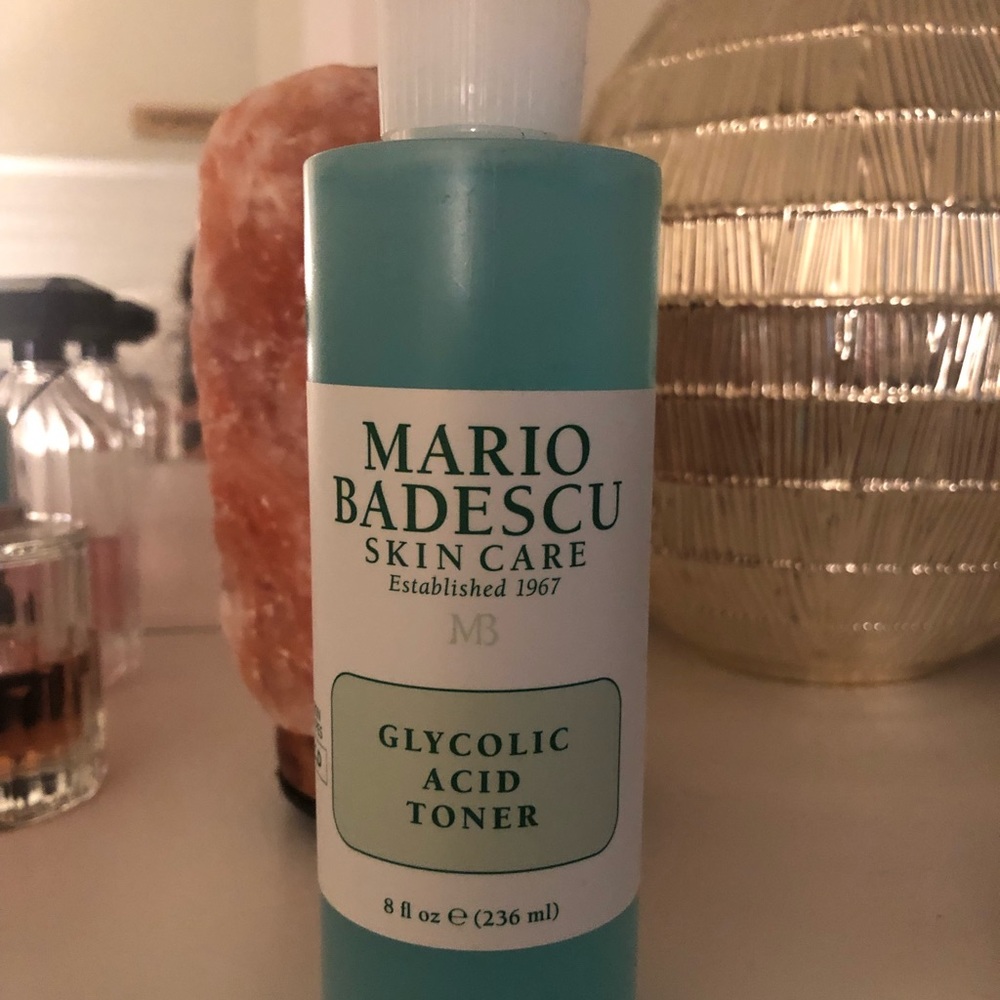 MARIO
BADESCU
SKIN CARE
Established 1967
MB
GLYCOLIC
ACID
TONER
8 fl oz ℮ (236 ml)